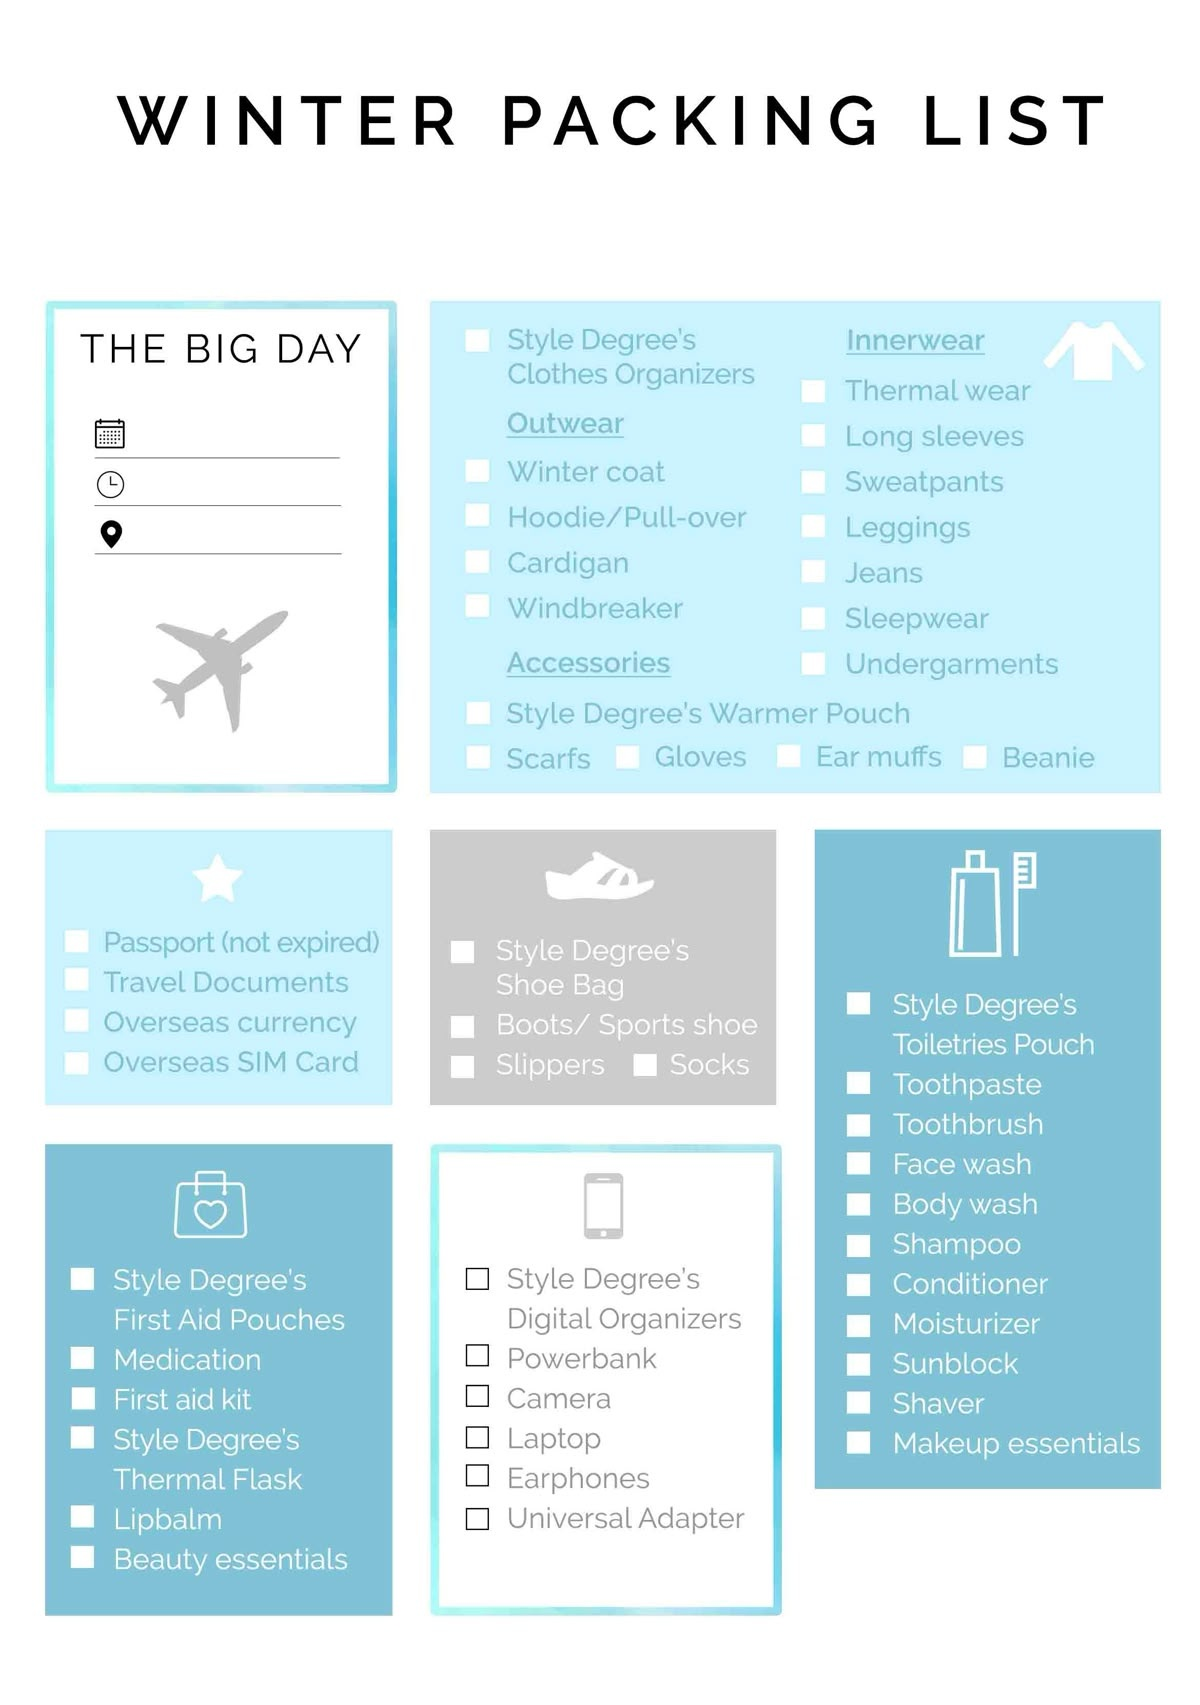 WINTER PACKING LIST
THE BIG DAY
Style Degree's
Clothes Organizers
Outwear
Winter coat
Hoodie/Pull-over
Cardigan
Windbreaker
Innerwear
Thermal wear
Long sleeves
Sweatpants
Leggings
Jeans
Sleepwear
Undergarments
Accessories
Style Degree's Warmer Pouch
Scarfs Gloves Ear muffs Beanie
Passport (not expired)
Travel Documents
Overseas currency
Overseas SIM Card
Style Degree's
Shoe Bag
Boots/ Sports shoe
Slippers Socks
Style Degree's
Toiletries Pouch
Toothpaste
Toothbrush
Face wash
Body wash
Shampoo
Conditioner
Moisturizer
Sunblock
Shaver
Makeup essentials
Style Degree's
First Aid Pouches
Medication
First aid kit
Style Degree's
Thermal Flask
Lipbalm
Beauty essentials
Style Degree's
Digital Organizers
Powerbank
Camera
Laptop
Earphones
Universal Adapter